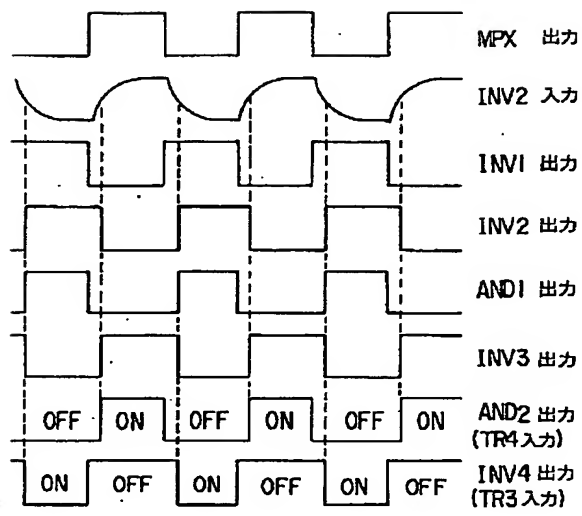 MPX 出力
INV2 入力
INV1 出力
INV2 出力
AND1 出力
INV3 出力
OFF ON OFF ON OFF ON AND2 出力
(TR4入力)
ON OFF ON OFF ON OFF INV4 出力
(TR3入力)